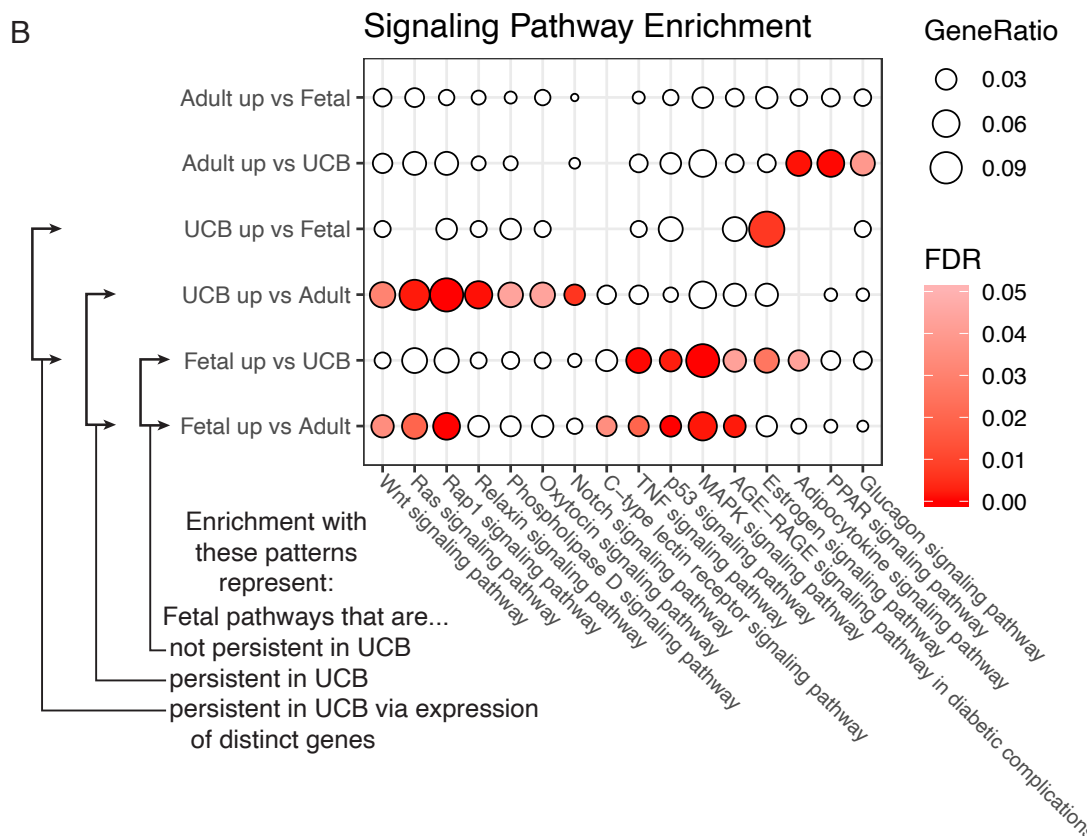 B
Signaling Pathway Enrichment
Adult up vs Fetal
Adult up vs UCB
UCB up vs Fetal
UCB up vs Adult
Fetal up vs UCB
Fetal up vs Adult
Wnt signaling pathway
Ras signaling pathway
Rap1 signaling pathway
Relaxin signaling pathway
Phospholipase D signaling pathway
Oxytocin signaling pathway
Notch signaling pathway
C−type lectin receptor signaling pathway
TNF signaling pathway
p53 signaling pathway
MAPK signaling pathway
AGE−RAGE signaling pathway in diabetic complications
Estrogen signaling pathway
Adipocytokine signaling pathway
PPAR signaling pathway
Glucagon signaling pathway
GeneRatio
0.03
0.06
0.09
FDR
0.05
0.04
0.03
0.02
0.01
0.00
Enrichment with
these patterns
represent:
Fetal pathways that are...
not persistent in UCB
persistent in UCB
persistent in UCB via expression
of distinct genes